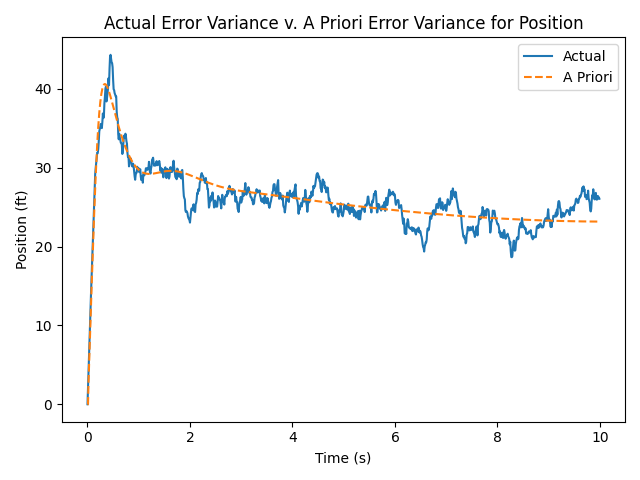 Actual Error Variance v. A Priori Error Variance for Position
Actual
A Priori
Position (ft)
40
30
20
10
0
0 2 4 6 8 10
Time (s)